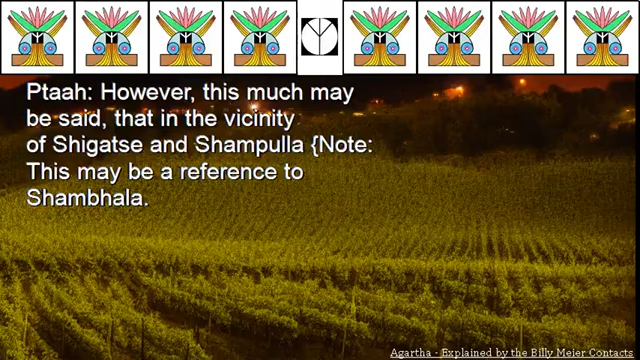 Ptaah: However, this much may
be said, that in the vicinity
of Shigatse and Shampulla {Note:
This may be a reference to
Shambhala.
Agartha - Explained by the Billy Meier Contacts